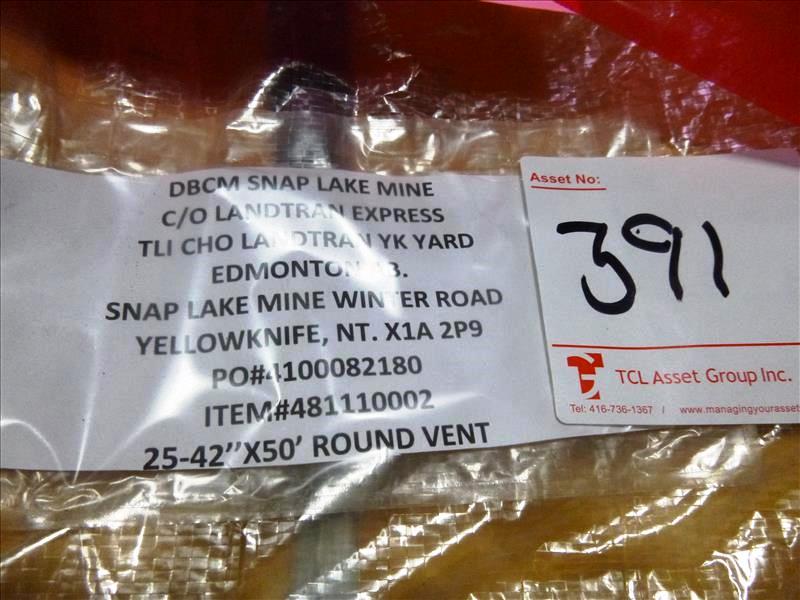 DBCM SNAP LAKE MINE
C/O LANDTRAN EXPRESS
TLI CHO LANDTRAN YK YARD
EDMONTON
SNAP LAKE MINE WINTER ROAD
YELLOWKNIFE, NT. X1A 2P9
PO#4100082180
ITEM#481110002
25-42"X50' ROUND VENT
Asset No:
391
TCL Asset Group Inc.
Tel: 416-736-1367 / www.managingyourasset